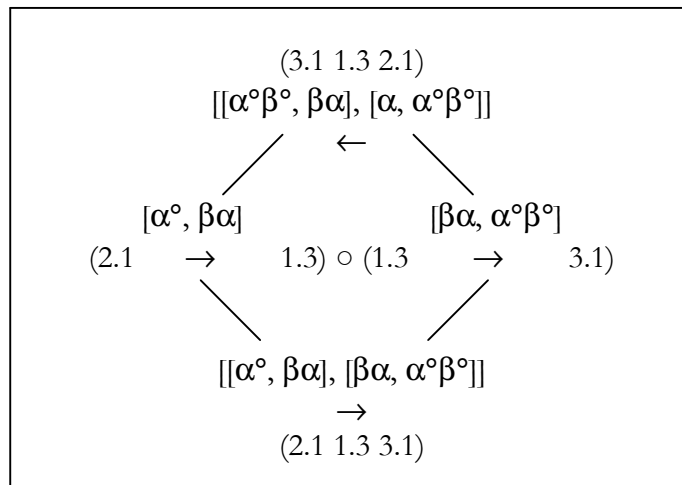 (3.1 1.3 2.1)
[[α°β°, βα], [α, α°β°]]
←
[α°, βα] [βα, α°β°]
(2.1 → 1.3) ○ (1.3 → 3.1)
[[α°, βα], [βα, α°β°]]
→
(2.1 1.3 3.1)